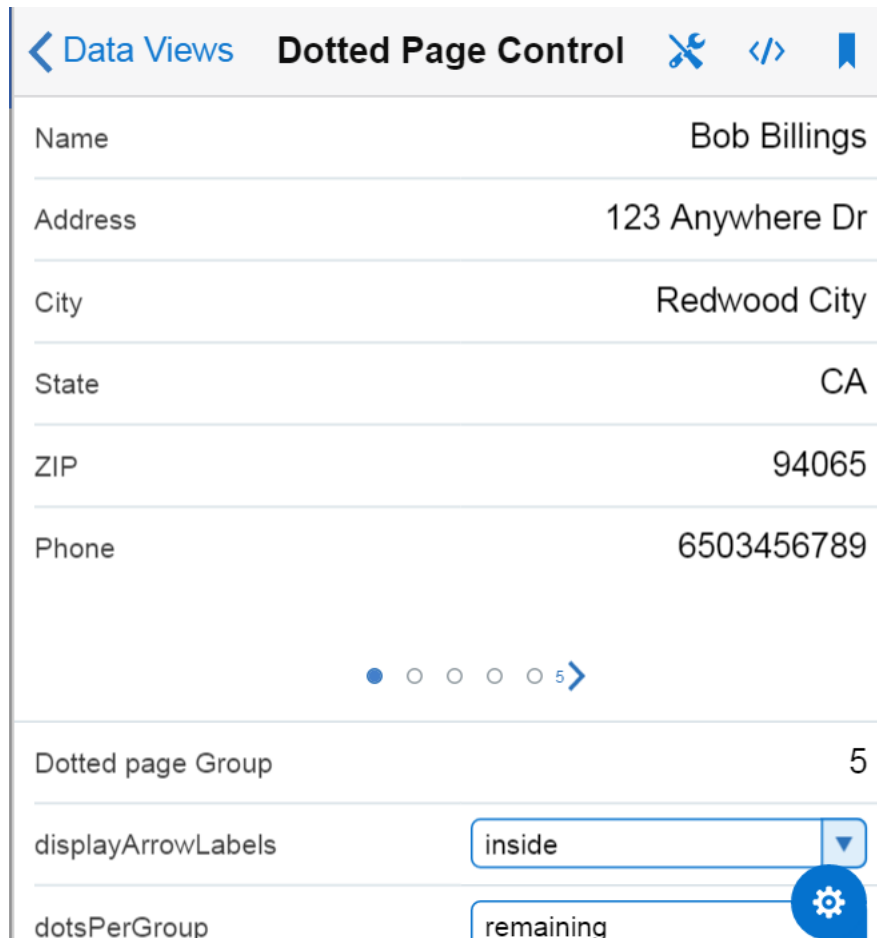 Data Views Dotted Page Control </>
Name Bob Billings
Address 123 Anywhere Dr
City Redwood City
State CA
ZIP 94065
Phone 6503456789
5
Dotted page Group 5
displayArrowLabels inside
dotsPerGroup remaining